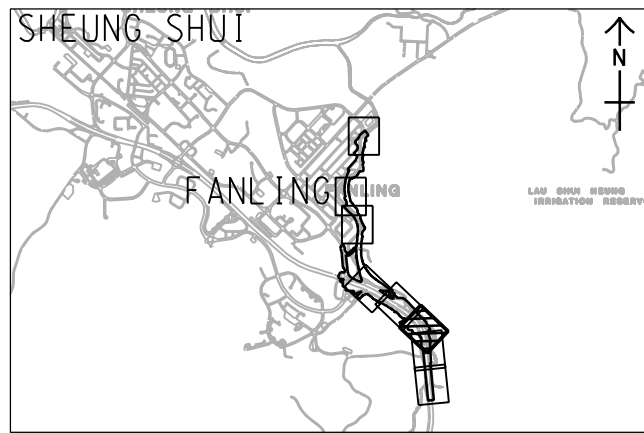 SHEUNG SHUI
N
FANLING
LAU SHUI HEUNG
IRRIGATION RESERV